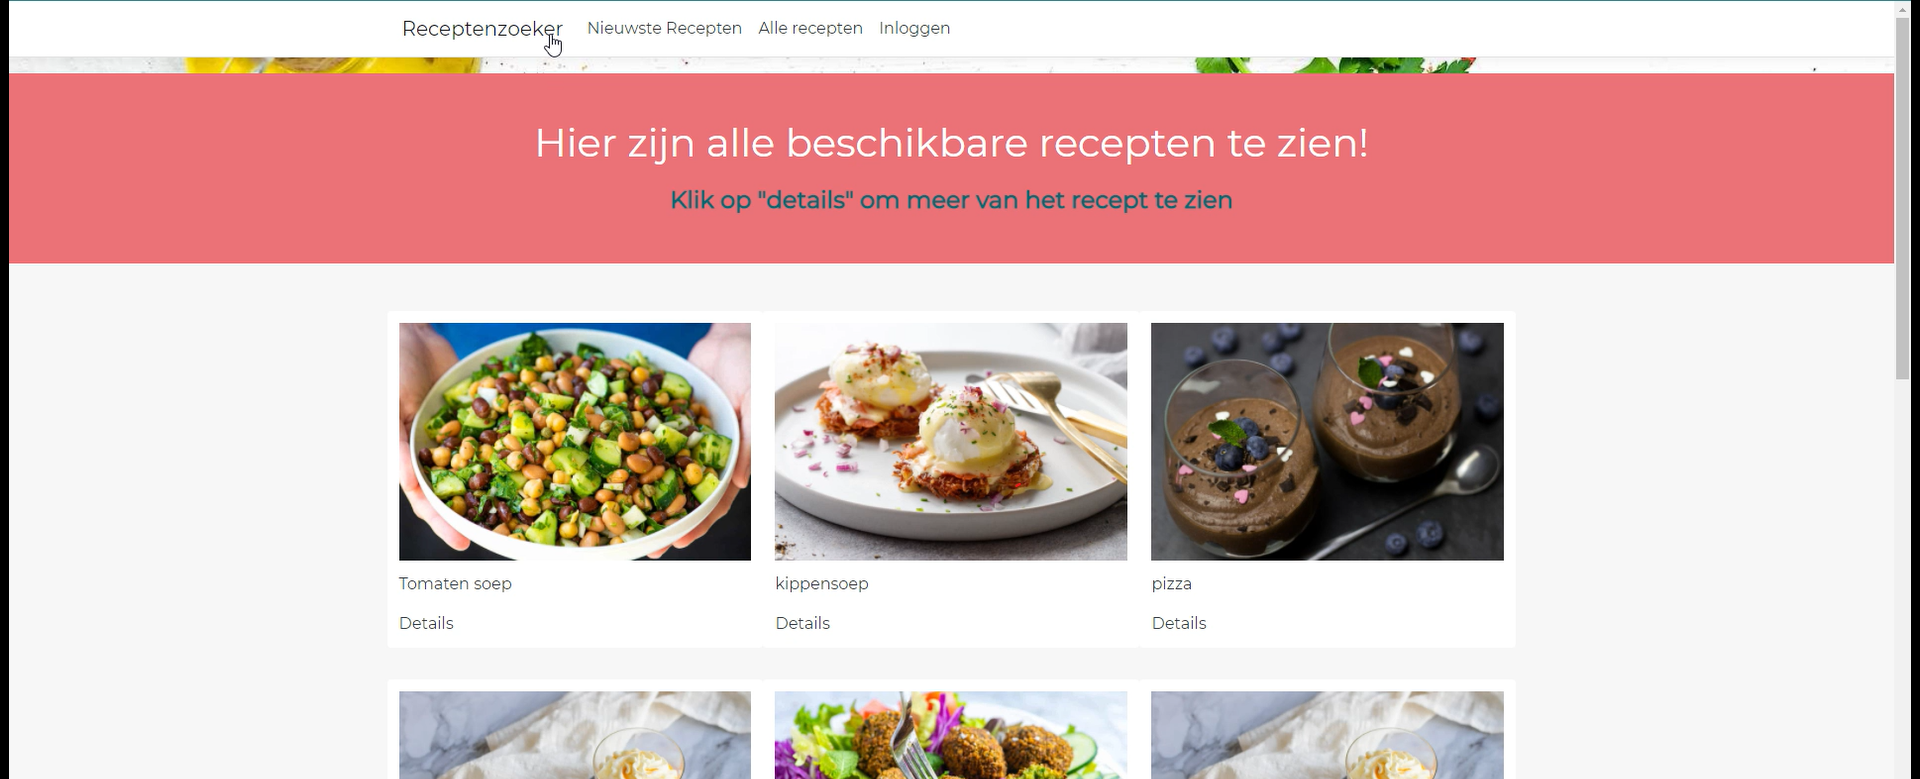 Receptenzoeker Nieuwste Recepten Alle recepten Inloggen
Hier zijn alle beschikbare recepten te zien!
Klik op "details" om meer van het recept te zien
Tomaten soep kippensoep pizza
Details Details Details